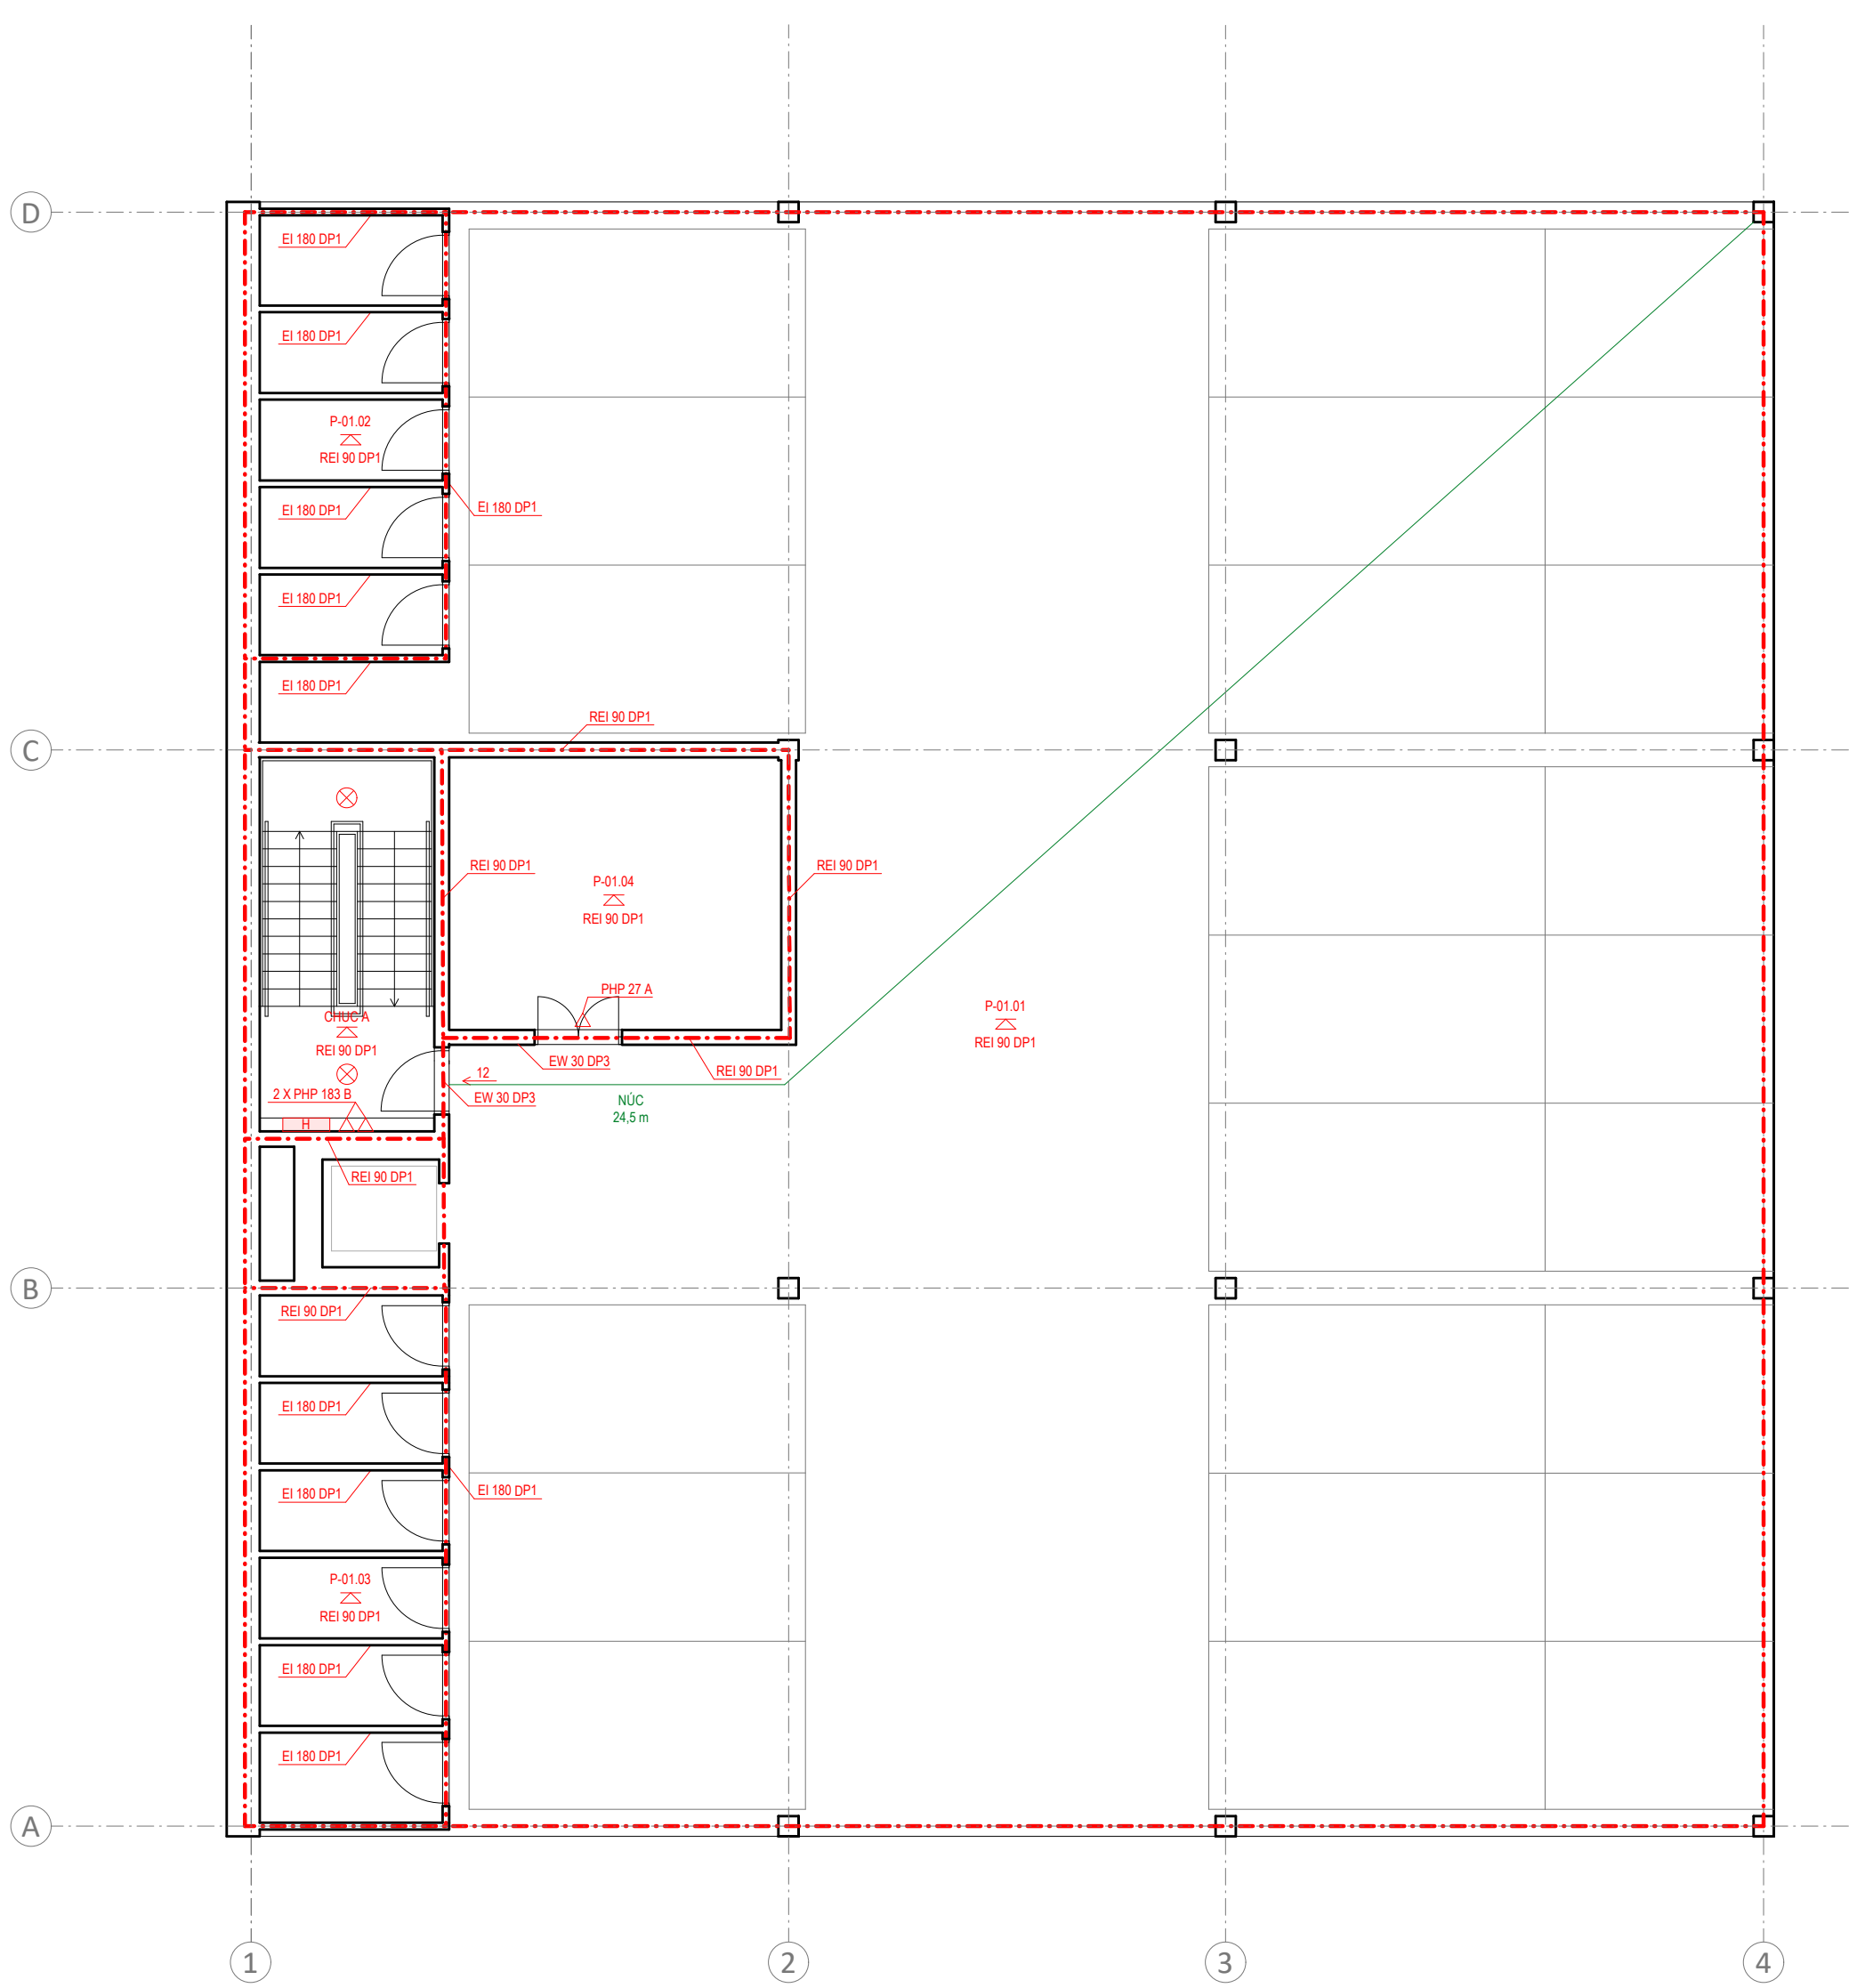 D
EI 180 DP1
EI 180 DP1
P-01.02
REI 90 DP1
EI 180 DP1
EI 180 DP1
EI 180 DP1
EI 180 DP1
REI 90 DP1
C
REI 90 DP1
REI 90 DP1
P-01.04
REI 90 DP1
PHP 27 A
P-01.01
REI 90 DP1
CHUC A
REI 90 DP1
EW 30 DP3
REI 90 DP1
12
2 X PHP 183 B
EW 30 DP3
NÚC
24,5 m
H
REI 90 DP1
B
REI 90 DP1
EI 180 DP1
EI 180 DP1
EI 180 DP1
P-01.03
REI 90 DP1
EI 180 DP1
EI 180 DP1
A
1
2
3
4